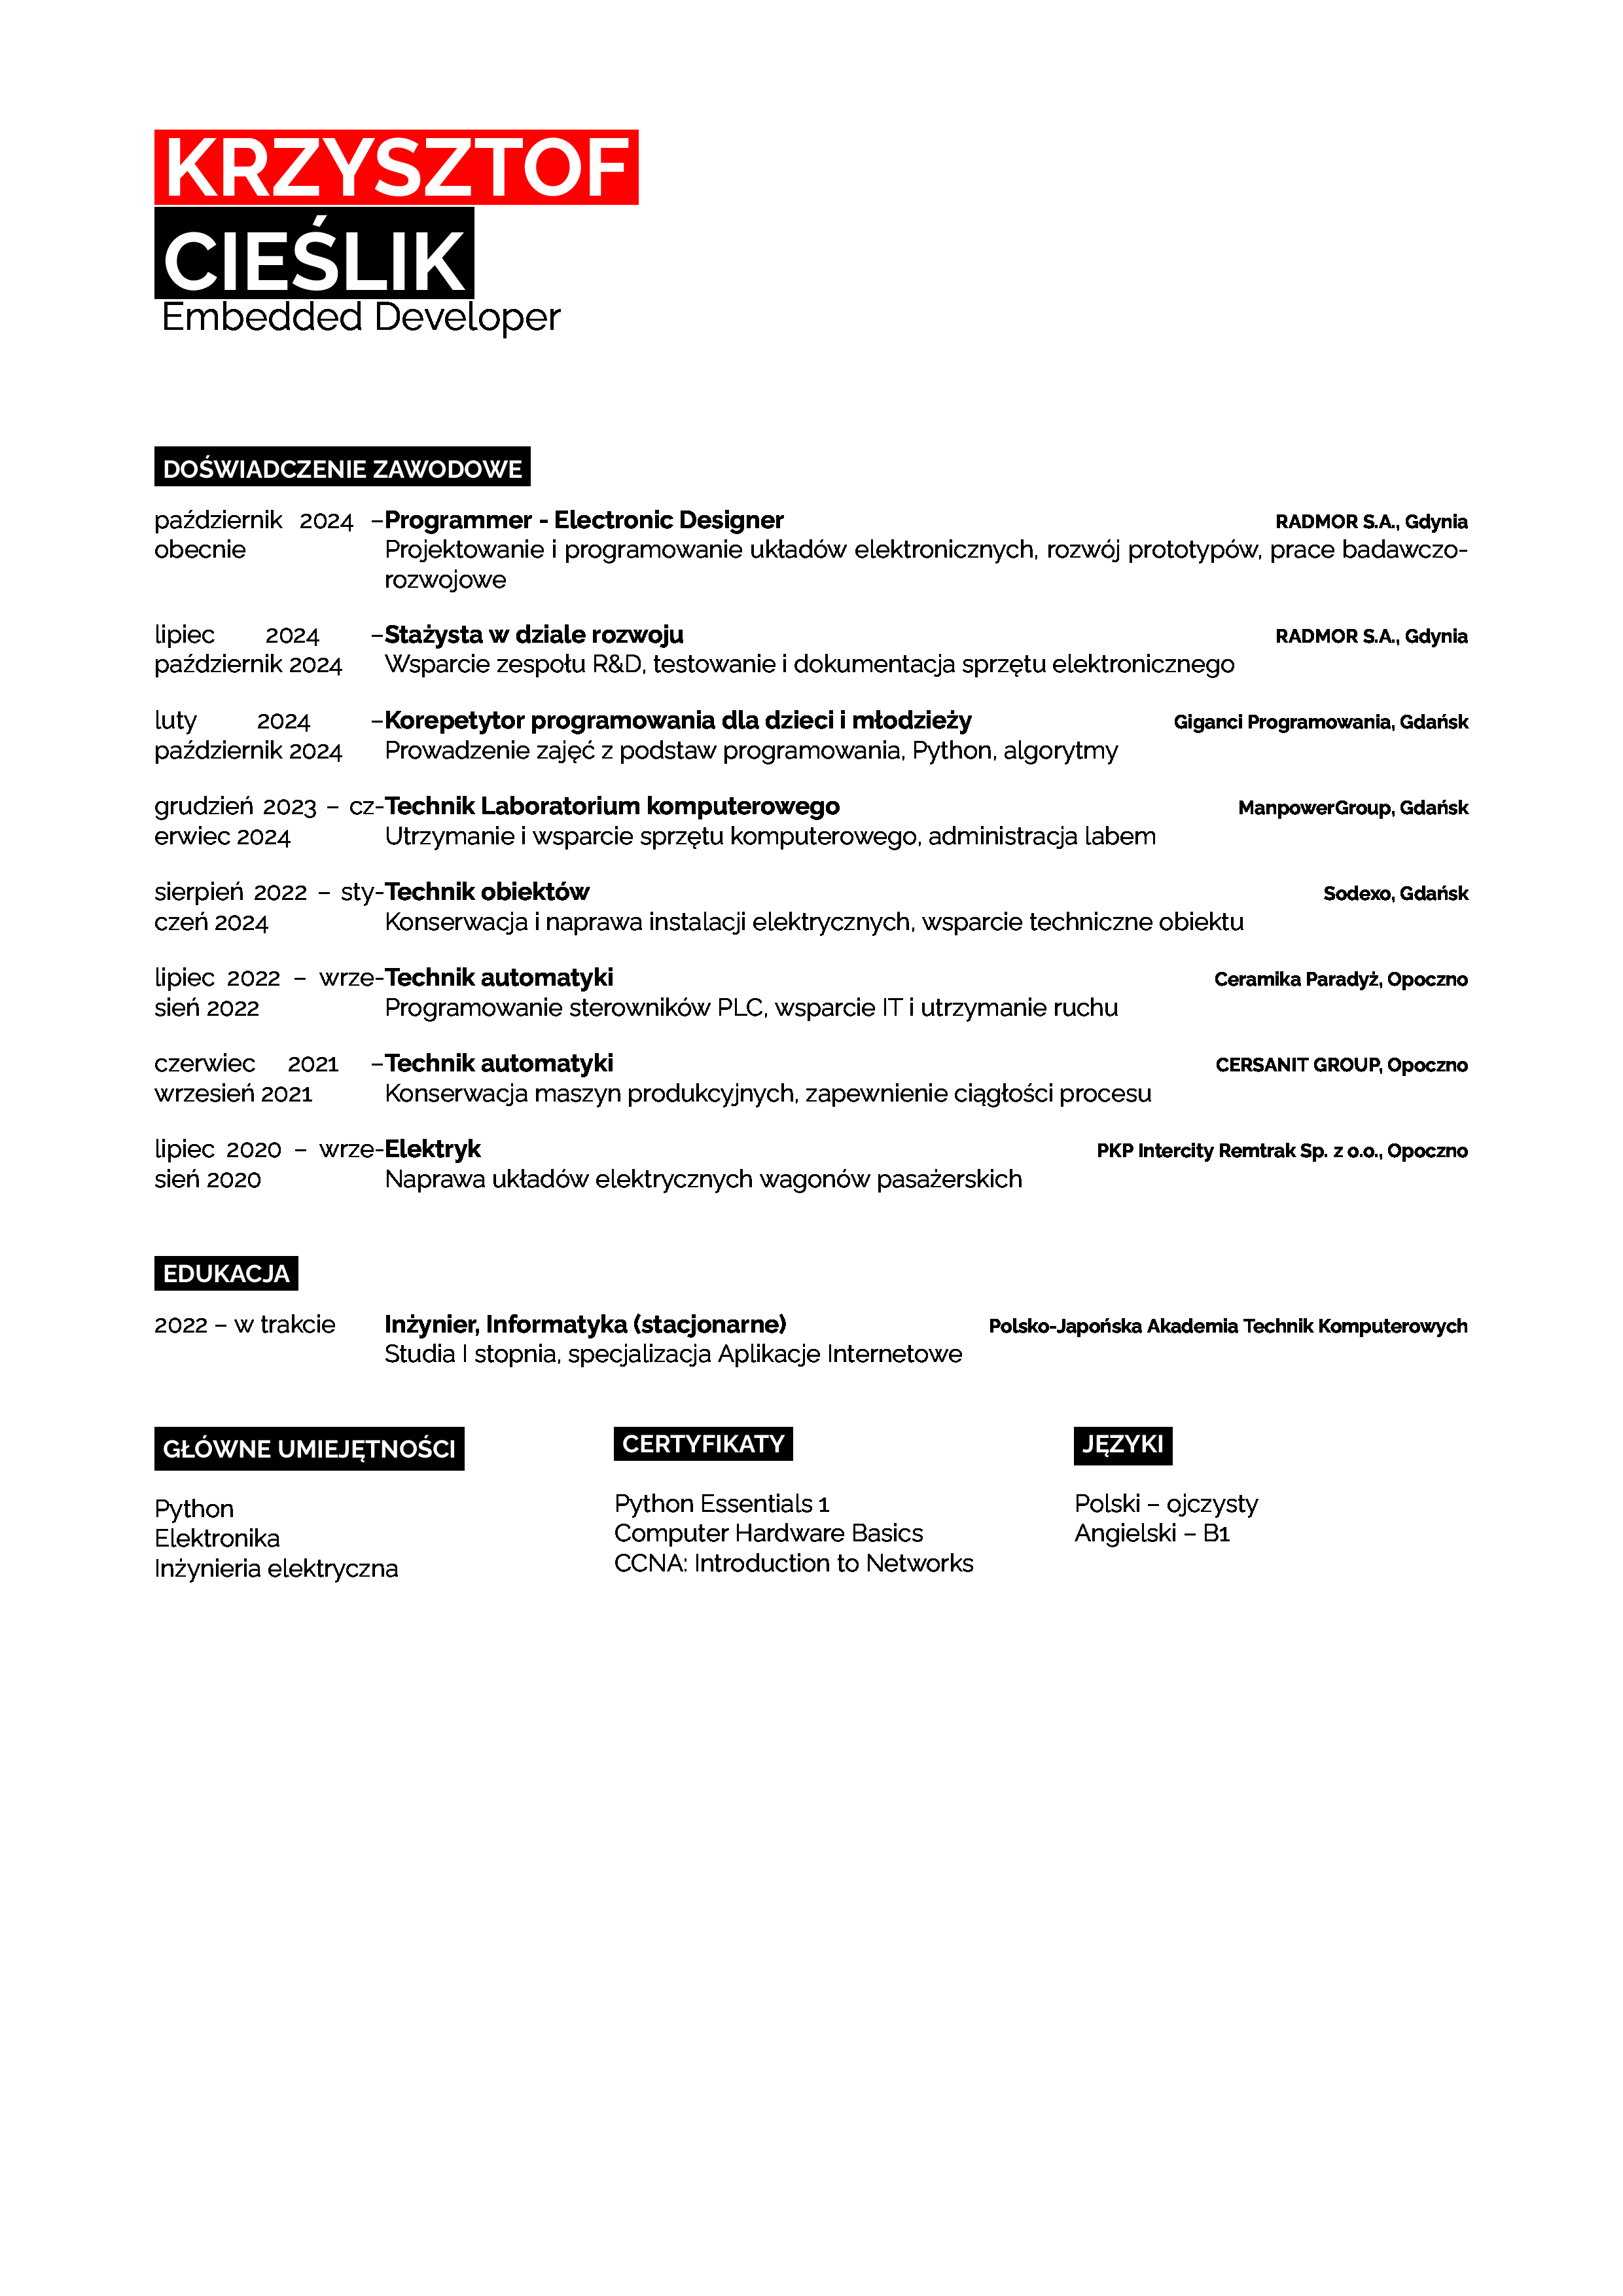 KRZYSZTOF
CIEŚLIK
Embedded Developer
DOŚWIADCZENIE ZAWODOWE
październik 2024 – Programmer - Electronic Designer RADMOR S.A., Gdynia
obecnie Projektowanie i programowanie układów elektronicznych, rozwój prototypów, prace badawczo-
rozwojowe
lipiec 2024 – Stażysta w dziale rozwoju RADMOR S.A., Gdynia
październik 2024 Wsparcie zespołu R&D, testowanie i dokumentacja sprzętu elektronicznego
luty 2024 – Korepetytor programowania dla dzieci i młodzieży Giganci Programowania, Gdańsk
październik 2024 Prowadzenie zajęć z podstaw programowania, Python, algorytmy
grudzień 2023 – cz- Technik Laboratorium komputerowego ManpowerGroup, Gdańsk
erwiec 2024 Utrzymanie i wsparcie sprzętu komputerowego, administracja labem
sierpień 2022 – sty- Technik obiektów Sodexo, Gdańsk
czeń 2024 Konserwacja i naprawa instalacji elektrycznych, wsparcie techniczne obiektu
lipiec 2022 – wrze- Technik automatyki Ceramika Paradyż, Opoczno
sień 2022 Programowanie sterowników PLC, wsparcie IT i utrzymanie ruchu
czerwiec 2021 – Technik automatyki CERSANIT GROUP, Opoczno
wrzesień 2021 Konserwacja maszyn produkcyjnych, zapewnienie ciągłości procesu
lipiec 2020 – wrze- Elektryk PKP Intercity Remtrak Sp. z o.o., Opoczno
sień 2020 Naprawa układów elektrycznych wagonów pasażerskich
EDUKACJA
2022 – w trakcie Inżynier, Informatyka (stacjonarne) Polsko-Japońska Akademia Technik Komputerowych
Studia I stopnia, specjalizacja Aplikacje Internetowe
GŁÓWNE UMIEJĘTNOŚCI
Python
Elektronika
Inżynieria elektryczna
CERTYFIKATY
Python Essentials 1
Computer Hardware Basics
CCNA: Introduction to Networks
JĘZYKI
Polski – ojczysty
Angielski – B1